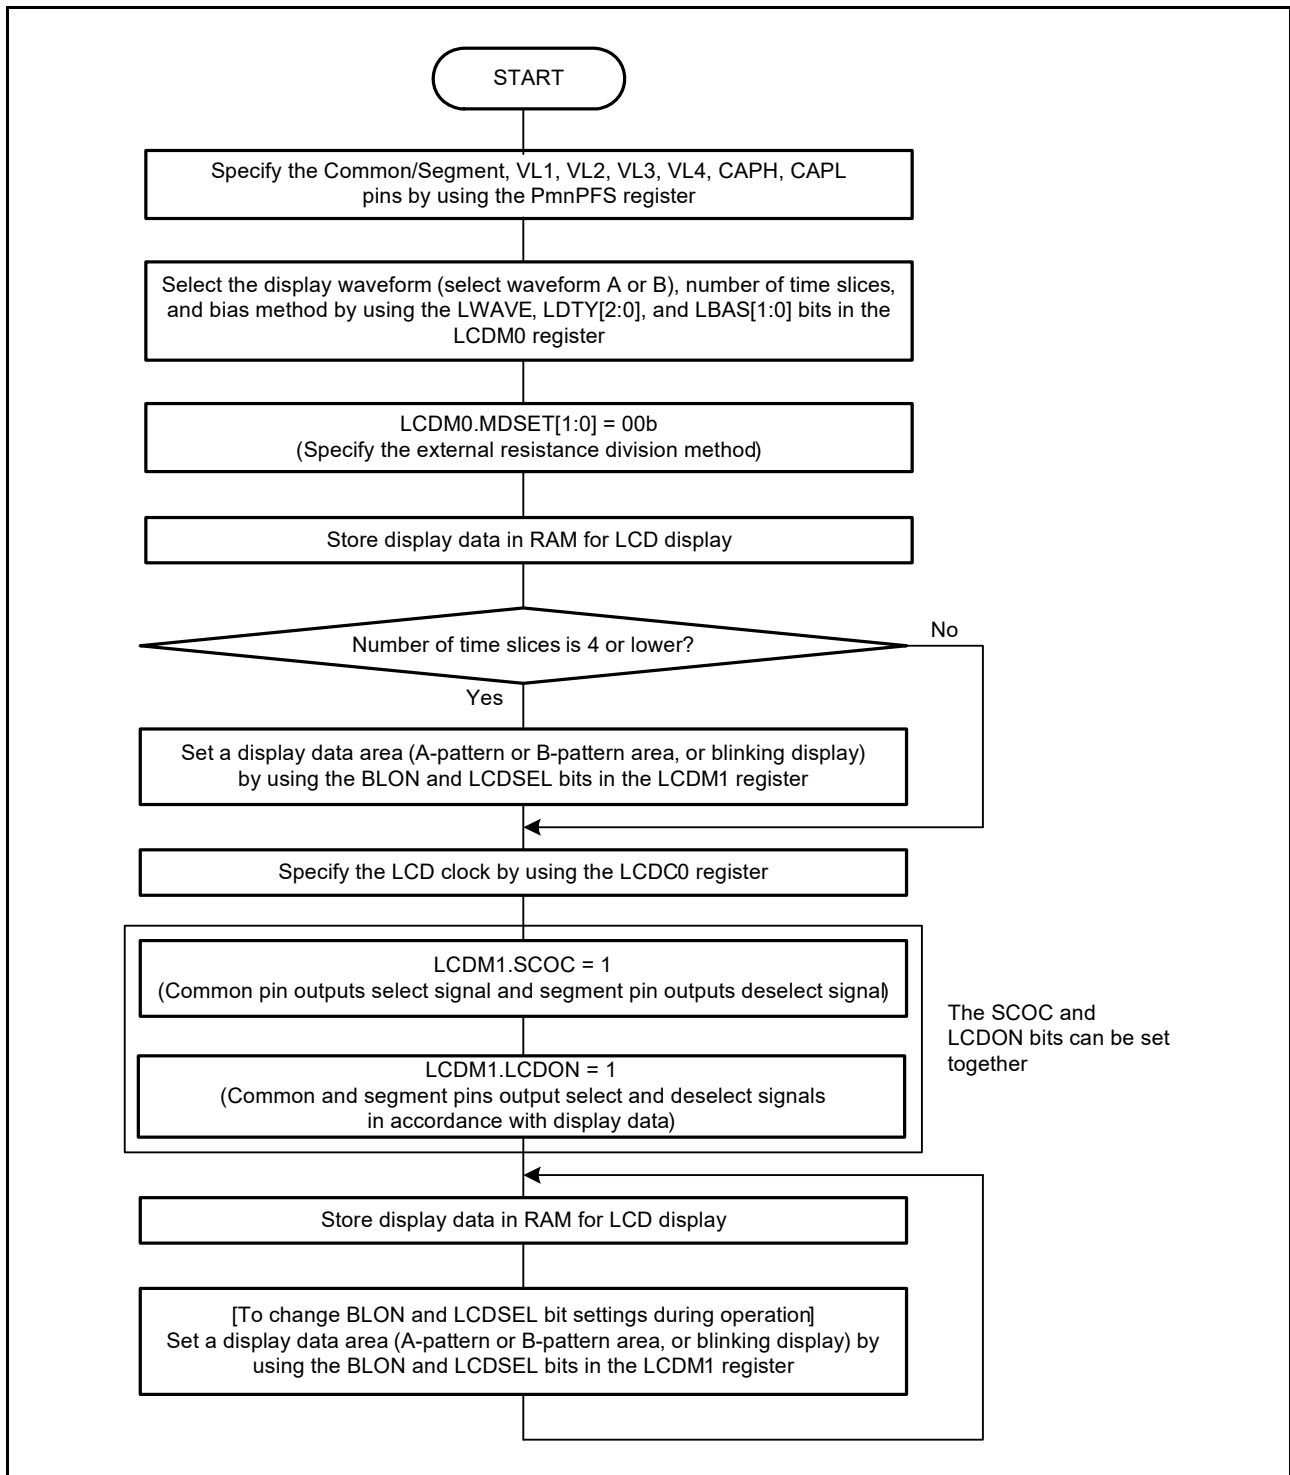 START
Specify the Common/Segment, VL1, VL2, VL3, VL4, CAPH, CAPL
pins by using the PmnPFS register
Select the display waveform (select waveform A or B), number of time slices,
and bias method by using the LWAVE, LDTY[2:0], and LBAS[1:0] bits in the
LCDM0 register
LCDM0.MDSET[1:0] = 00b
(Specify the external resistance division method)
Store display data in RAM for LCD display
Number of time slices is 4 or lower?
No
Yes
Set a display data area (A-pattern or B-pattern area, or blinking display)
by using the BLON and LCDSEL bits in the LCDM1 register
Specify the LCD clock by using the LCDC0 register
LCDM1.SCOC = 1
(Common pin outputs select signal and segment pin outputs deselect signal)
The SCOC and
LCDON bits can be set
together
LCDM1.LCDON = 1
(Common and segment pins output select and deselect signals
in accordance with display data)
Store display data in RAM for LCD display
[To change BLON and LCDSEL bit settings during operation]
Set a display data area (A-pattern or B-pattern area, or blinking display) by
using the BLON and LCDSEL bits in the LCDM1 register